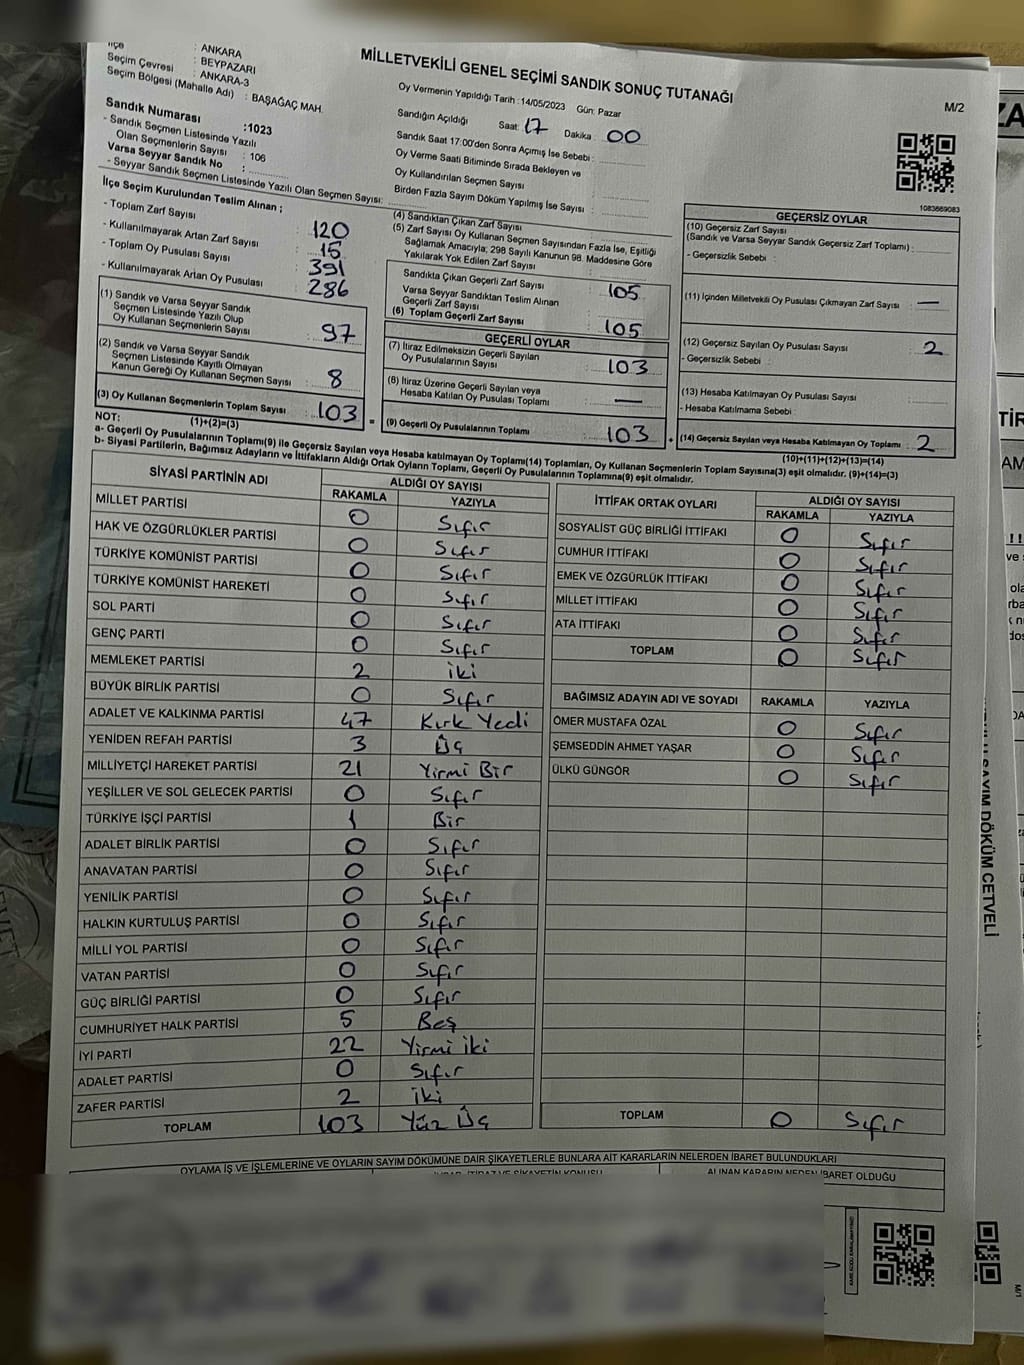 MİLLETVEKİLİ GENEL SEÇİMİ SANDIK SONUÇ TUTANAĞI
M/2
: ANKARA
İlçe : BEYPAZARI
Seçim Çevresi : ANKARA-3
Seçim Bölgesi (Mahalle Adı) : BAŞAĞAÇ MAH.
Sandık Numarası :1023
- Sandık Seçmen Listesinde Yazılı
Olan Seçmenlerin Sayısı : 106
Varsa Seyyar Sandık No :
- Seyyar Sandık Seçmen Listesinde Yazılı Olan Seçmen Sayısı:
Oy Vermenin Yapıldığı Tarih :14/05/2023 Gün: Pazar
Sandığın Açıldığı Saat: 17 Dakika : 00
Sandık Saat 17:00'den Sonra Açımış İse Sebebi :
Oy Verme Saati Bitiminde Sırada Bekleyen ve
Oy Kullandırılan Seçmen Sayısı :
Birden Fazla Sayım Döküm Yapılmış İse Sayısı :
1083669083
İlçe Seçim Kurulundan Teslim Alınan ;
- Toplam Zarf Sayısı : 120
- Kullanılmayarak Artan Zarf Sayısı : 15
- Toplam Oy Pusulası Sayısı : 391
- Kullanılmayarak Artan Oy Pusulası : 286
(1) Sandık ve Varsa Seyyar Sandık
Seçmen Listesinde Yazılı Olup
Oy Kullanan Seçmenlerin Sayısı : 97
(2) Sandık ve Varsa Seyyar Sandık
Seçmen Listesinde Kayıtlı Olmayan
Kanun Gereği Oy Kullanan Seçmen Sayısı : 8
(3) Oy Kullanan Seçmenlerin Toplam Sayısı : 103 =
(1)+(2)=(3)
(4) Sandıktan Çıkan Zarf Sayısı :
(5) Zarf Sayısı Oy Kullanan Seçmen Sayısından Fazla İse, Eşitliği
Sağlamak Amacıyla; 298 Sayılı Kanunun 98. Maddesine Göre
Yakılarak Yok Edilen Zarf Sayısı :
Sandıkta Çıkan Geçerli Zarf Sayısı : 105
Varsa Seyyar Sandıktan Teslim Alınan
Geçerli Zarf Sayısı :
(6) Toplam Geçerli Zarf Sayısı : 105
GEÇERLİ OYLAR
(7) İtiraz Edilmeksizin Geçerli Sayılan
Oy Pusulalarının Sayısı : 103
(8) İtiraz Üzerine Geçerli Sayılan veya
Hesaba Katılan Oy Pusulası Toplamı : —
(9) Geçerli Oy Pusulalarının Toplamı : 103 +
GEÇERSİZ OYLAR
(10) Geçersiz Zarf Sayısı
(Sandık ve Varsa Seyyar Sandık Geçersiz Zarf Toplamı) :
- Geçersizlik Sebebi :
(11) İçinden Milletvekili Oy Pusulası Çıkmayan Zarf Sayısı : —
(12) Geçersiz Sayılan Oy Pusulası Sayısı : 2
- Geçersizlik Sebebi :
(13) Hesaba Katılmayan Oy Pusulası Sayısı :
- Hesaba Katılmama Sebebi :
(14) Geçersiz Sayılan veya Hesaba Katılmayan Oy Toplamı : 2
(10)+(11)+(12)+(13)=(14)
NOT:
a- Geçerli Oy Pusulalarının Toplamı(9) ile Geçersiz Sayılan veya Hesaba katılmayan Oy Toplamı(14) Toplamları, Oy Kullanan Seçmenlerin Toplam Sayısına(3) eşit olmalıdır. (9)+(14)=(3)
b- Siyasi Partilerin, Bağımsız Adayların ve İttifakların Aldığı Ortak Oyların Toplamı, Geçerli Oy Pusulalarının Toplamına(9) eşit olmalıdır.
SİYASİ PARTİNİN ADI ALDIĞI OY SAYISI
RAKAMLA YAZIYLA
MİLLET PARTİSİ 0 Sıfır
HAK VE ÖZGÜRLÜKLER PARTİSİ 0 Sıfır
TÜRKİYE KOMÜNİST PARTİSİ 0 Sıfır
TÜRKİYE KOMÜNİST HAREKETİ 0 Sıfır
SOL PARTİ 0 Sıfır
GENÇ PARTİ 0 Sıfır
MEMLEKET PARTİSİ 2 iki
BÜYÜK BİRLİK PARTİSİ 0 Sıfır
ADALET VE KALKINMA PARTİSİ 47 Kırk Yedi
YENİDEN REFAH PARTİSİ 3 Üç
MİLLİYETÇİ HAREKET PARTİSİ 21 Yirmi Bir
YEŞİLLER VE SOL GELECEK PARTİSİ 0 Sıfır
TÜRKİYE İŞÇİ PARTİSİ 1 Bir
ADALET BİRLİK PARTİSİ 0 Sıfır
ANAVATAN PARTİSİ 0 Sıfır
YENİLİK PARTİSİ 0 Sıfır
HALKIN KURTULUŞ PARTİSİ 0 Sıfır
MİLLİ YOL PARTİSİ 0 Sıfır
VATAN PARTİSİ 0 Sıfır
GÜÇ BİRLİĞİ PARTİSİ 0 Sıfır
CUMHURİYET HALK PARTİSİ 5 Beş
İYİ PARTİ 22 Yirmi iki
ADALET PARTİSİ 0 Sıfır
ZAFER PARTİSİ 2 iki
TOPLAM 103 Yüz Üç
İTTİFAK ORTAK OYLARI ALDIĞI OY SAYISI
RAKAMLA YAZIYLA
SOSYALİST GÜÇ BİRLİĞİ İTTİFAKI 0 Sıfır
CUMHUR İTTİFAKI 0 Sıfır
EMEK VE ÖZGÜRLÜK İTTİFAKI 0 Sıfır
MİLLET İTTİFAKI 0 Sıfır
ATA İTTİFAKI 0 Sıfır
TOPLAM 0 Sıfır
BAĞIMSIZ ADAYIN ADI VE SOYADI RAKAMLA YAZIYLA
ÖMER MUSTAFA ÖZAL 0 Sıfır
ŞEMSEDDİN AHMET YAŞAR 0 Sıfır
ÜLKÜ GÜNGÖR 0 Sıfır
TOPLAM 0 Sıfır
OYLAMA İŞ VE İŞLEMLERİNE VE OYLARIN SAYIM DÖKÜMÜNE DAİR ŞİKAYETLERLE BUNLARA AİT KARARLARIN NELERDEN İBARET BULUNDUKLARI
ALINAN KARARIN NEDEN İBARET OLDUĞU
SAYIM DÖKÜM CETVELİ
M/1